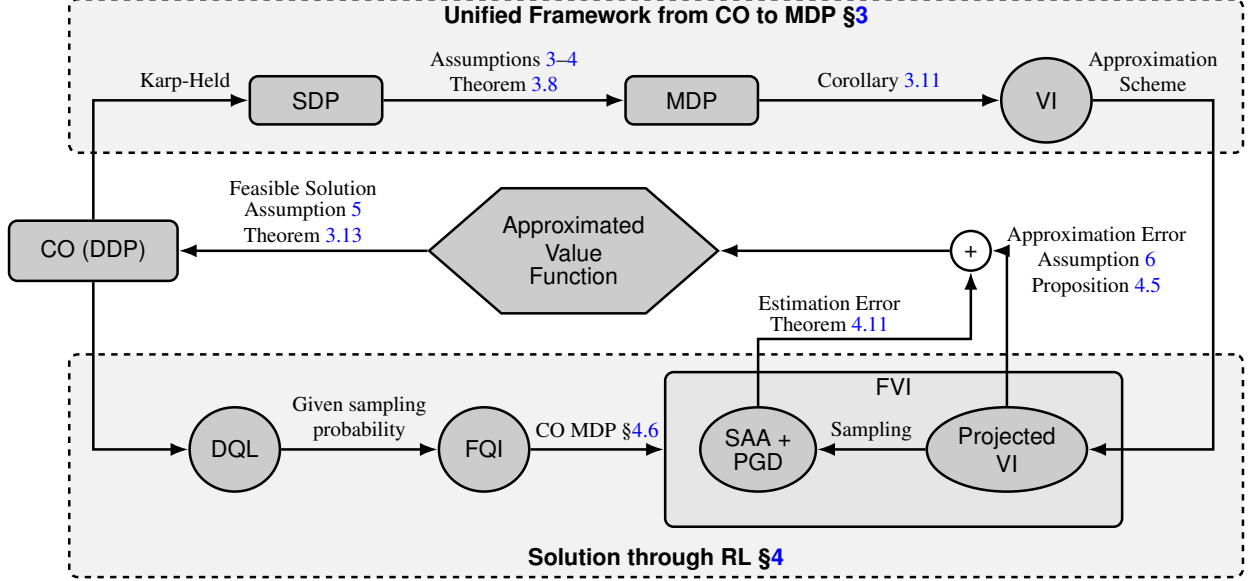 Unified Framework from CO to MDP §3
Karp-Held
SDP
Assumptions 3–4
Theorem 3.8
MDP
Corollary 3.11
VI
Approximation
Scheme
CO (DDP)
Feasible Solution
Assumption 5
Theorem 3.13
Approximated
Value
Function
+
Approximation Error
Assumption 6
Proposition 4.5
Estimation Error
Theorem 4.11
DQL
Given sampling
probability
FQI
CO MDP §4.6
FVI
SAA +
PGD
Sampling
Projected
VI
Solution through RL §4